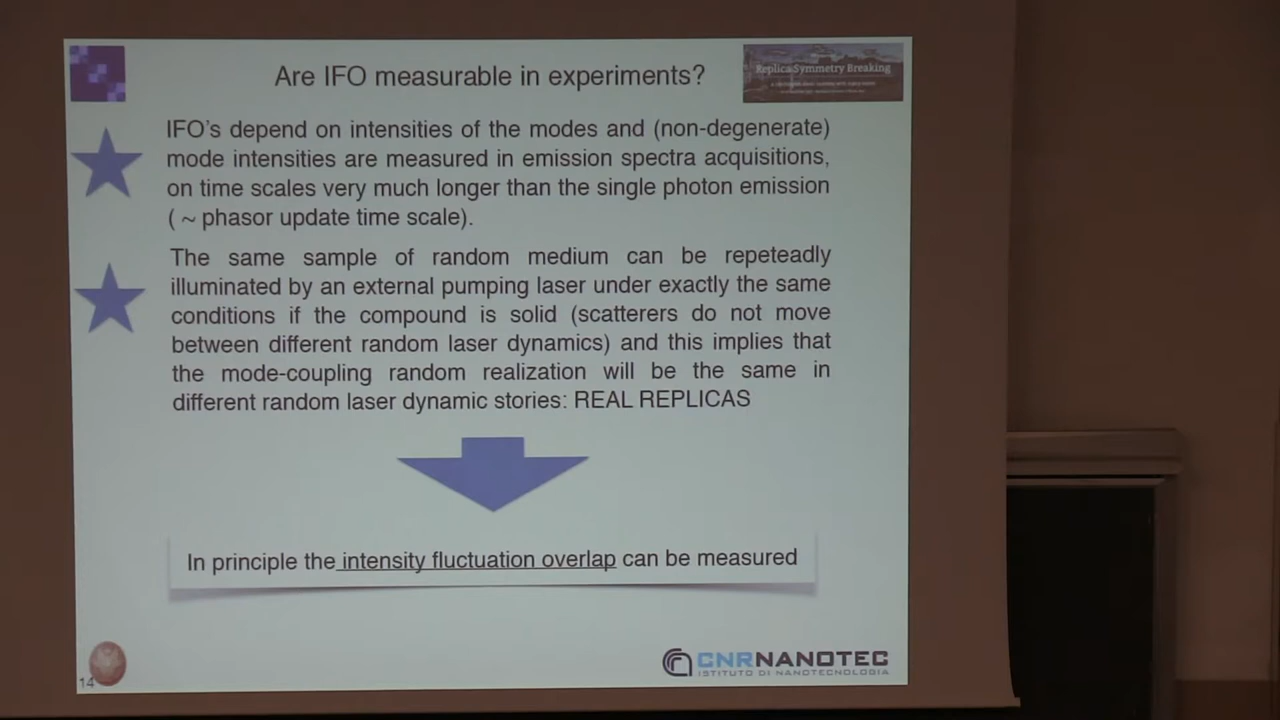 Are IFO measurable in experiments?
Replica Symmetry Breaking
IFO's depend on intensities of the modes and (non-degenerate)
mode intensities are measured in emission spectra acquisitions,
on time scales very much longer than the single photon emission
( ~ phasor update time scale).
The same sample of random medium can be repeteadly
illuminated by an external pumping laser under exactly the same
conditions if the compound is solid (scatterers do not move
between different random laser dynamics) and this implies that
the mode-coupling random realization will be the same in
different random laser dynamic stories: REAL REPLICAS
In principle the intensity fluctuation overlap can be measured
CNRNANOTEC
ISTITUTO DI NANOTECNOLOGIA
14